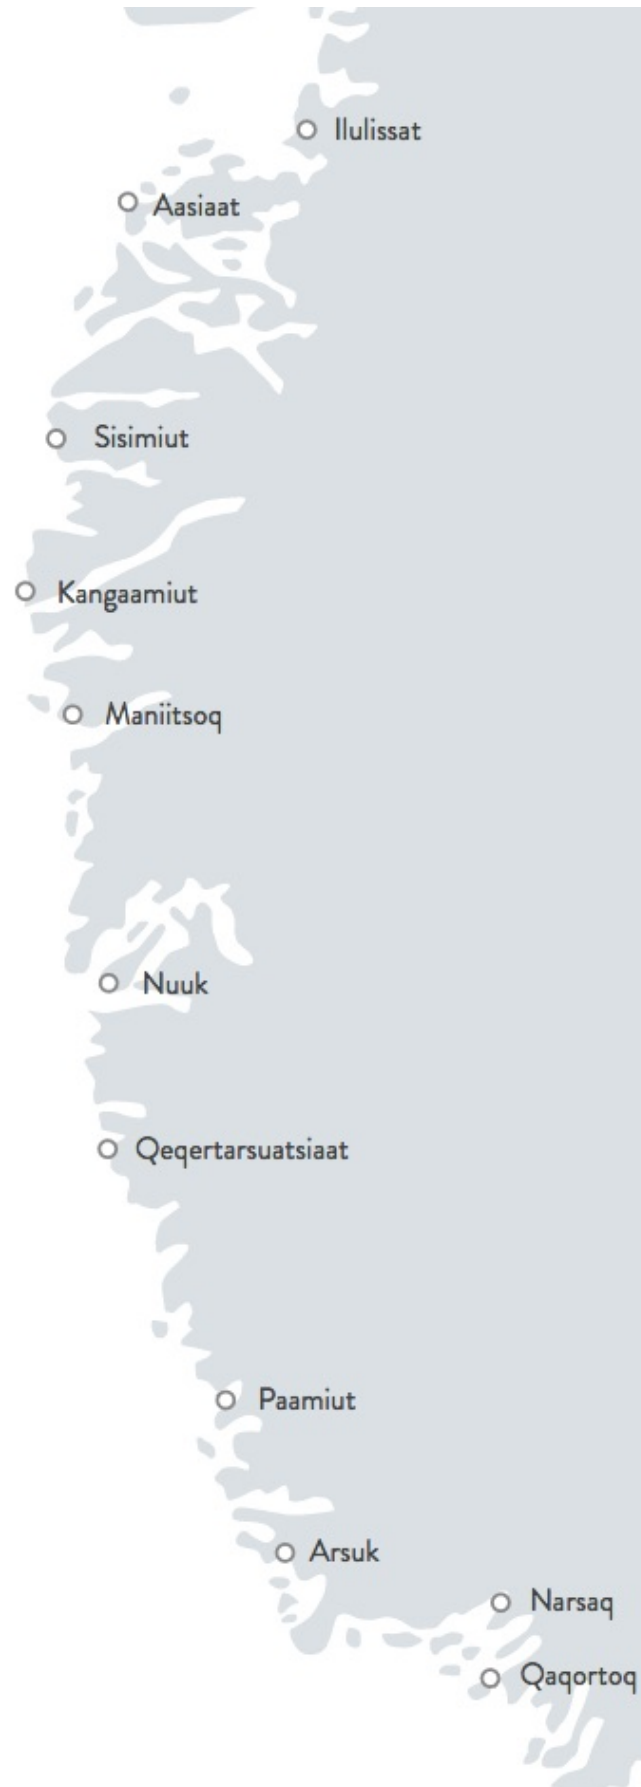 Ilulissat
Aasiaat
Sisimiut
Kangaamiut
Maniitsoq
Nuuk
Qeqertarsuatsiaat
Paamiut
Arsuk
Narsaq
Qaqortoq